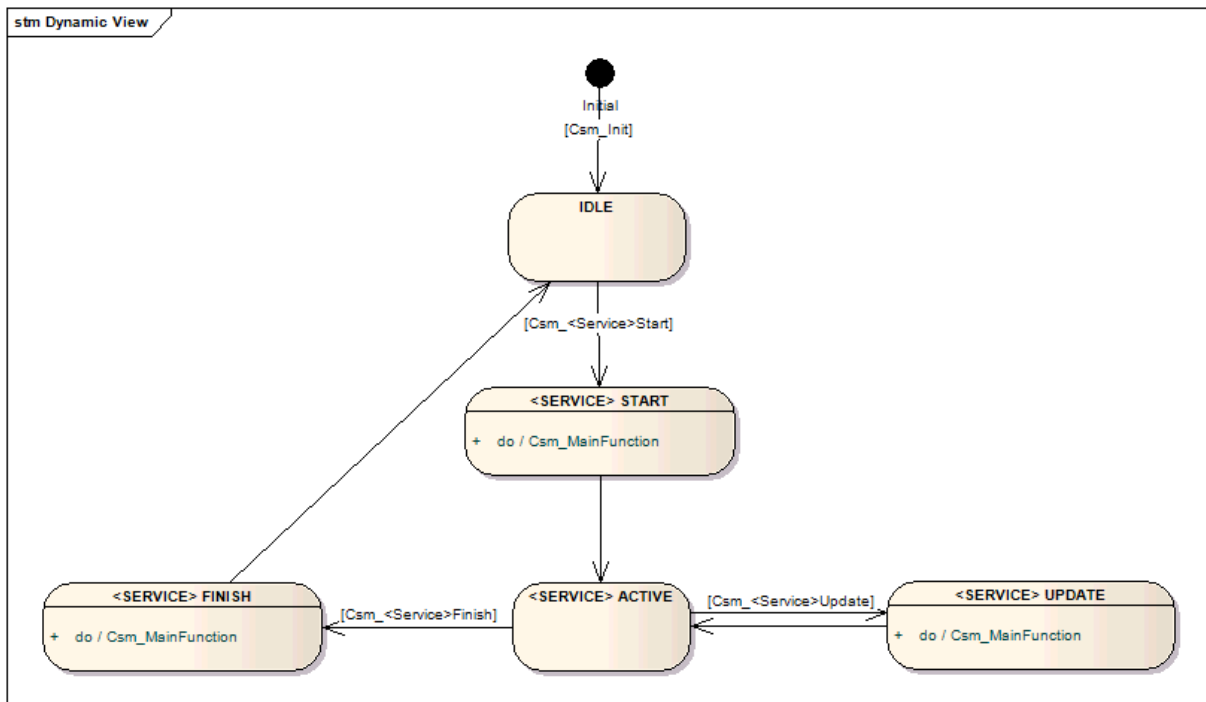 stm Dynamic View
Initial
[Csm_Init]
IDLE
[Csm_<Service>Start]
<SERVICE> START
+ do / Csm_MainFunction
<SERVICE> FINISH
+ do / Csm_MainFunction
[Csm_<Service>Finish]
<SERVICE> ACTIVE
[Csm_<Service>Update]
<SERVICE> UPDATE
+ do / Csm_MainFunction